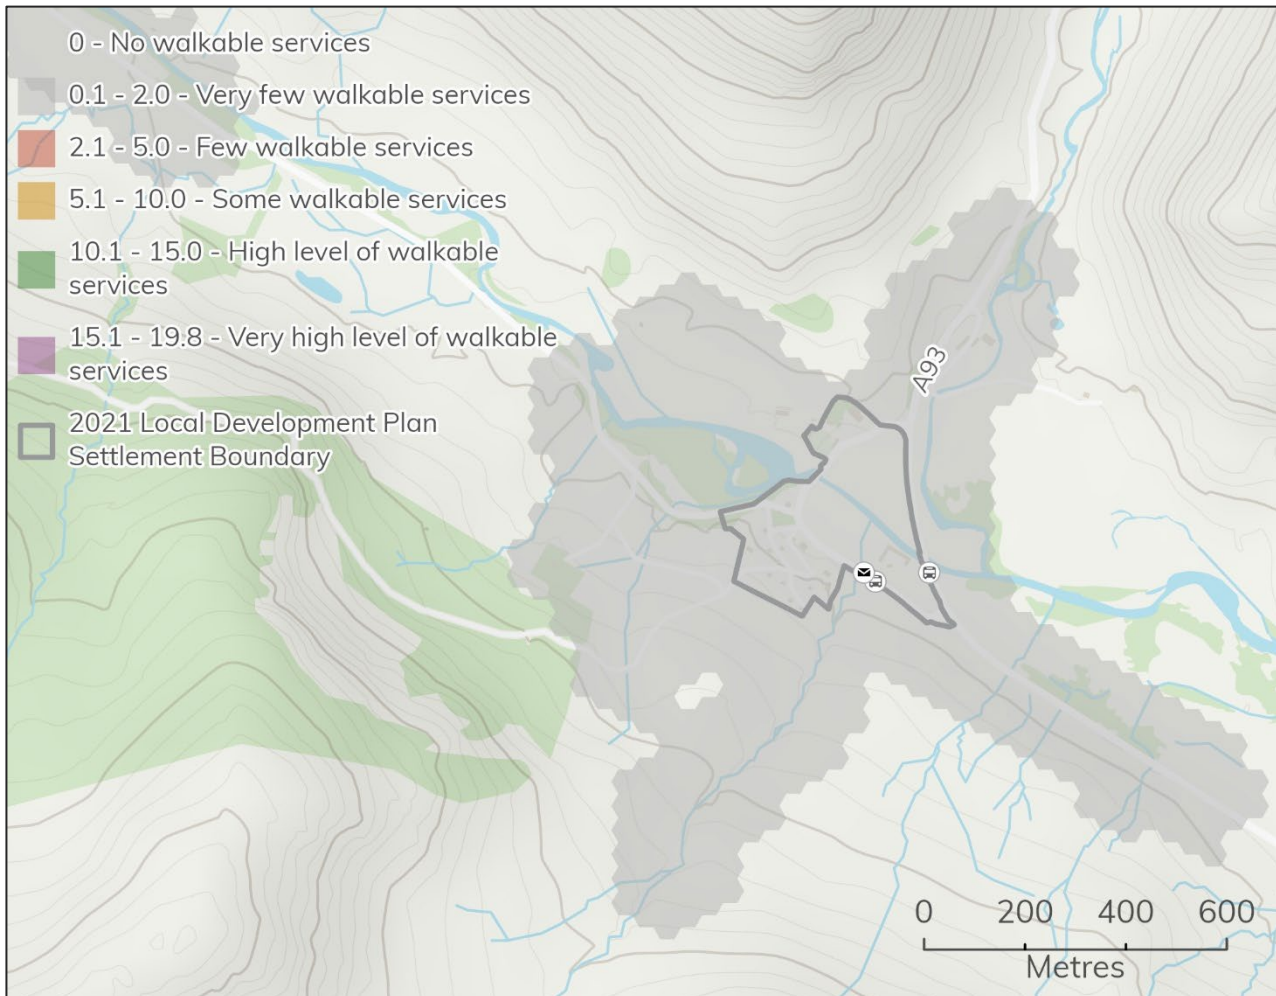 0 - No walkable services
0.1 - 2.0 - Very few walkable services
2.1 - 5.0 - Few walkable services
5.1 - 10.0 - Some walkable services
10.1 - 15.0 - High level of walkable
services
15.1 - 19.8 - Very high level of walkable
services
2021 Local Development Plan
Settlement Boundary
A93
0 200 400 600
Metres